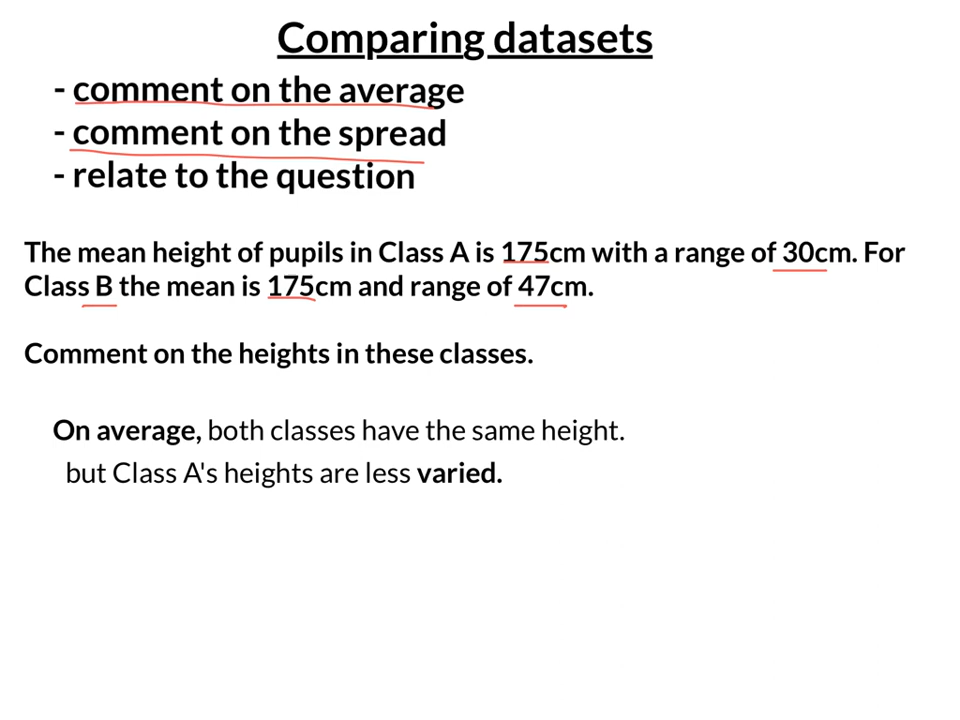 Comparing datasets
- comment on the average
- comment on the spread
- relate to the question
The mean height of pupils in Class A is 175cm with a range of 30cm. For
Class B the mean is 175cm and range of 47cm.
Comment on the heights in these classes.
On average, both classes have the same height.
but Class A's heights are less varied.